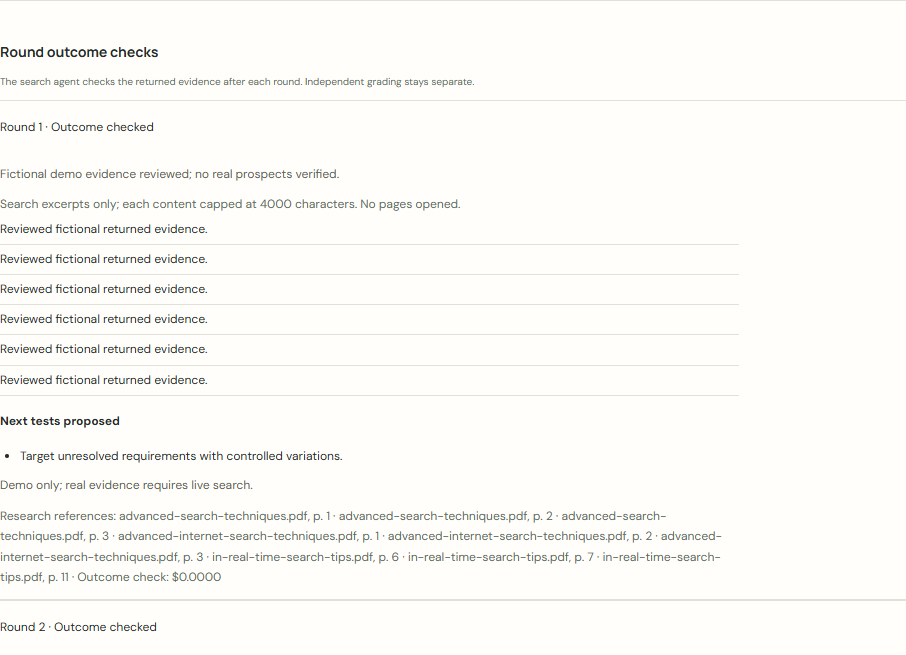 Round outcome checks
The search agent checks the returned evidence after each round. Independent grading stays separate.
Round 1 · Outcome checked
Fictional demo evidence reviewed; no real prospects verified.
Search excerpts only; each content capped at 4000 characters. No pages opened.
Reviewed fictional returned evidence.
Reviewed fictional returned evidence.
Reviewed fictional returned evidence.
Reviewed fictional returned evidence.
Reviewed fictional returned evidence.
Reviewed fictional returned evidence.
Next tests proposed
• Target unresolved requirements with controlled variations.
Demo only; real evidence requires live search.
Research references: advanced-search-techniques.pdf, p. 1 · advanced-search-techniques.pdf, p. 2 · advanced-search-
techniques.pdf, p. 3 · advanced-internet-search-techniques.pdf, p. 1 · advanced-internet-search-techniques.pdf, p. 2 · advanced-
internet-search-techniques.pdf, p. 3 · in-real-time-search-tips.pdf, p. 6 · in-real-time-search-tips.pdf, p. 7 · in-real-time-search-
tips.pdf, p. 11 · Outcome check: $0.0000
Round 2 · Outcome checked